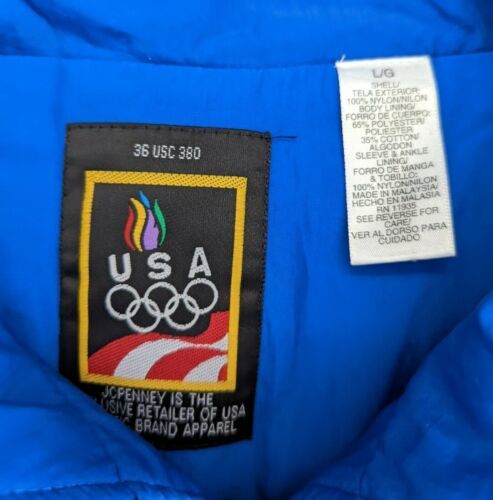 36 USC 380
USA
JCPENNEY IS THE
RETAILER OF USA
BRAND APPAREL
L/G
SHELL/
TELA EXTERIOR:
100% NYLON/NILON
BODY LINING/
FORRO DE CUERPO:
65% POLYESTER/
POLIESTER
35% COTTON/
ALGODON
SLEEVE & ANKLE
LINING/
FORRO DE MANGA
& TOBILLO:
100% NYLON/NILON
MADE IN MALAYSIA/
HECHO EN MALASIA
RN 11935
SEE REVERSE FOR
CARE/
VER AL DORSO PARA
CUIDADO